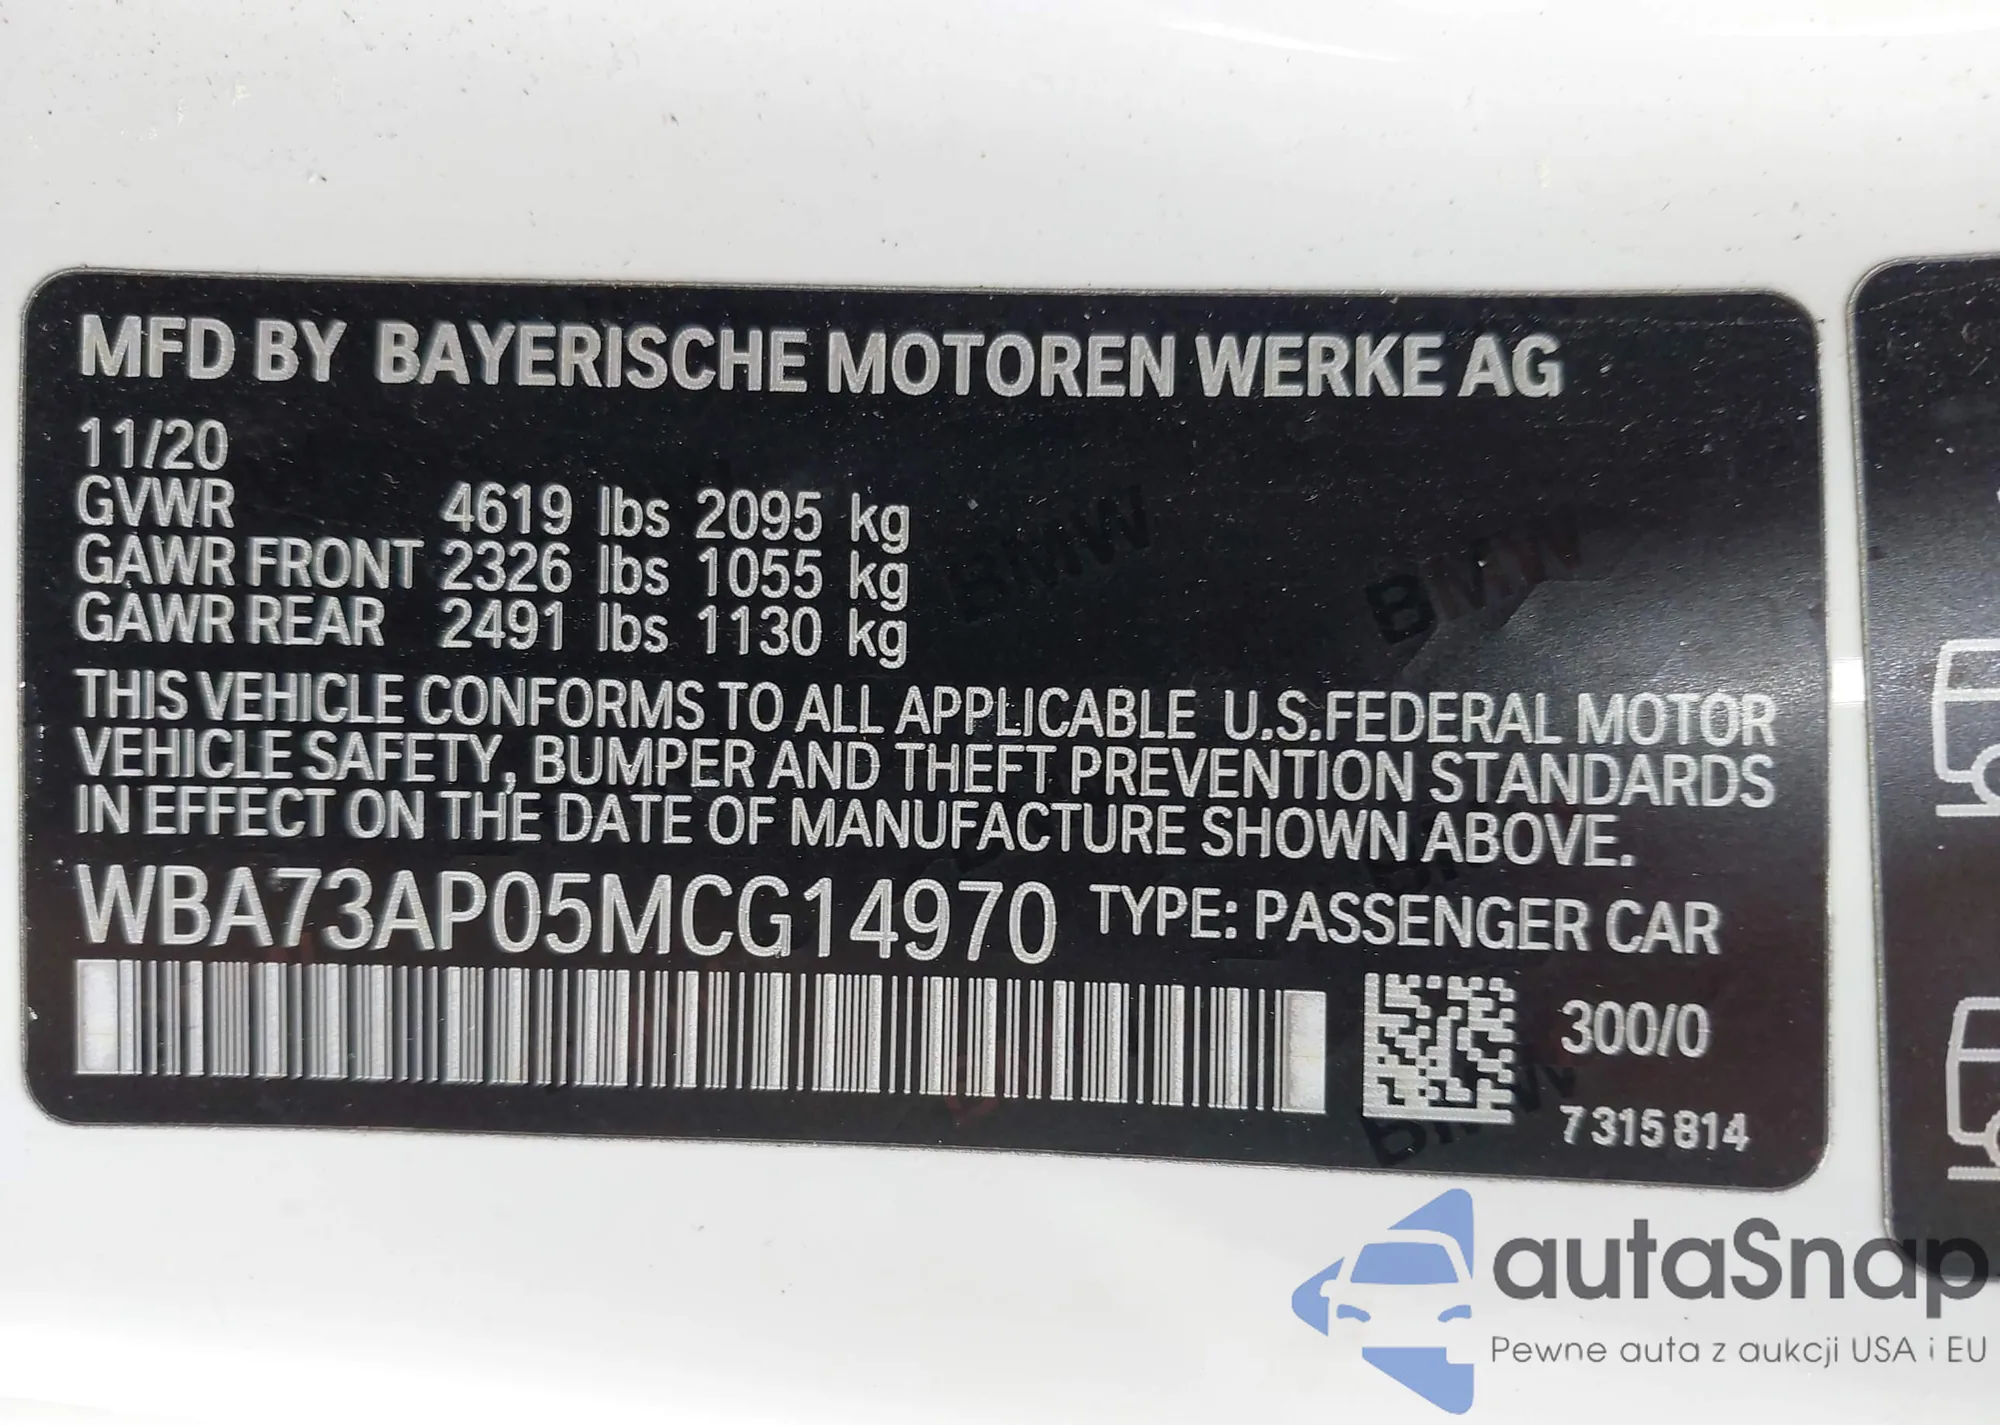 MFD BY BAYERISCHE MOTOREN WERKE AG
11/20
GVWR 4619 lbs 2095 kg
GAWR FRONT 2326 lbs 1055 kg
GAWR REAR 2491 lbs 1130 kg
THIS VEHICLE CONFORMS TO ALL APPLICABLE U.S.FEDERAL MOTOR
VEHICLE SAFETY, BUMPER AND THEFT PREVENTION STANDARDS
IN EFFECT ON THE DATE OF MANUFACTURE SHOWN ABOVE.
WBA73AP05MCG14970 TYPE: PASSENGER CAR
300/0
7 315 814
BMW
BMW
autaSnap
Pewne auta z aukcji USA i EU